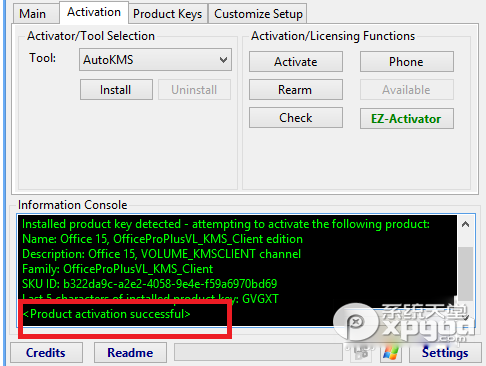 Main Activation Product Keys Customize Setup
Activator/Tool Selection Activation/Licensing Functions
Tool: AutoKMS Activate Phone
Install Uninstall Rearm Available
Check EZ-Activator
Information Console
Installed product key detected - attempting to activate the following product:
Name: Office 15, OfficeProPlusVL_KMS_Client edition
Description: Office 15, VOLUME_KMSCLIENT channel
Family: OfficeProPlusVL_KMS_Client
SKU ID: b322da9c-a2e2-4058-9e4e-f59a6970bd69
Last 5 characters of installed product key: GVGXT
<Product activation successful>
系统天堂
xpgod
Credits Readme Settings